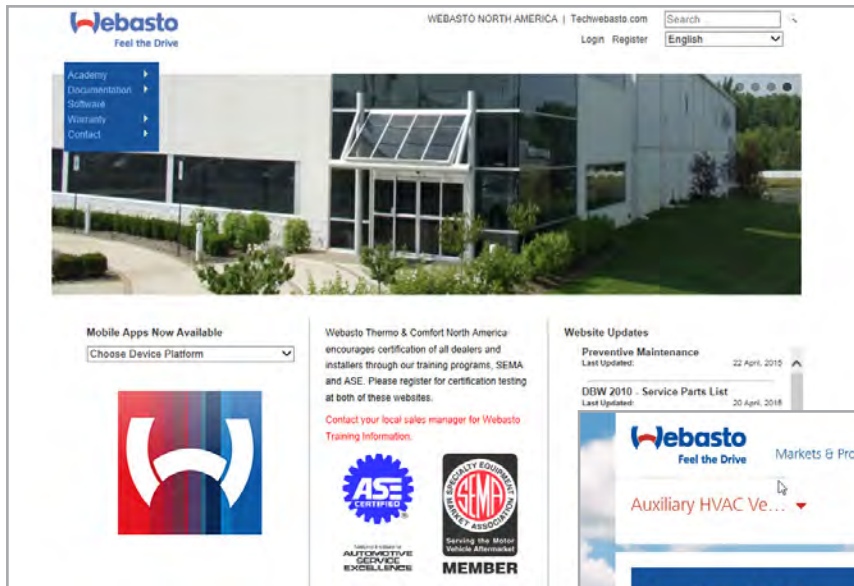 Webasto
Feel the Drive
WEBASTO NORTH AMERICA | Techwebasto.com
Search
Login Register
English
Academy
Documentation
Software
Warranty
Contact
Mobile Apps Now Available
Choose Device Platform
Webasto Thermo & Comfort North America
encourages certification of all dealers and
installers through our training programs, SEMA
and ASE. Please register for certification testing
at both of these websites.
Contact your local sales manager for Webasto
Training Information.
ASE
CERTIFIED
AUTOMOTIVE
SERVICE
EXCELLENCE
SPECIALTY EQUIPMENT
MARKET ASSOCIATION
SEMA
Serving the Motor
Vehicle Aftermarket
MEMBER
Website Updates
Preventive Maintenance
Last Updated: 22 April, 2015
DBW 2010 - Service Parts List
Last Updated: 20 April, 2015
Webasto
Feel the Drive
Markets & Pro
Auxiliary HVAC Ve...